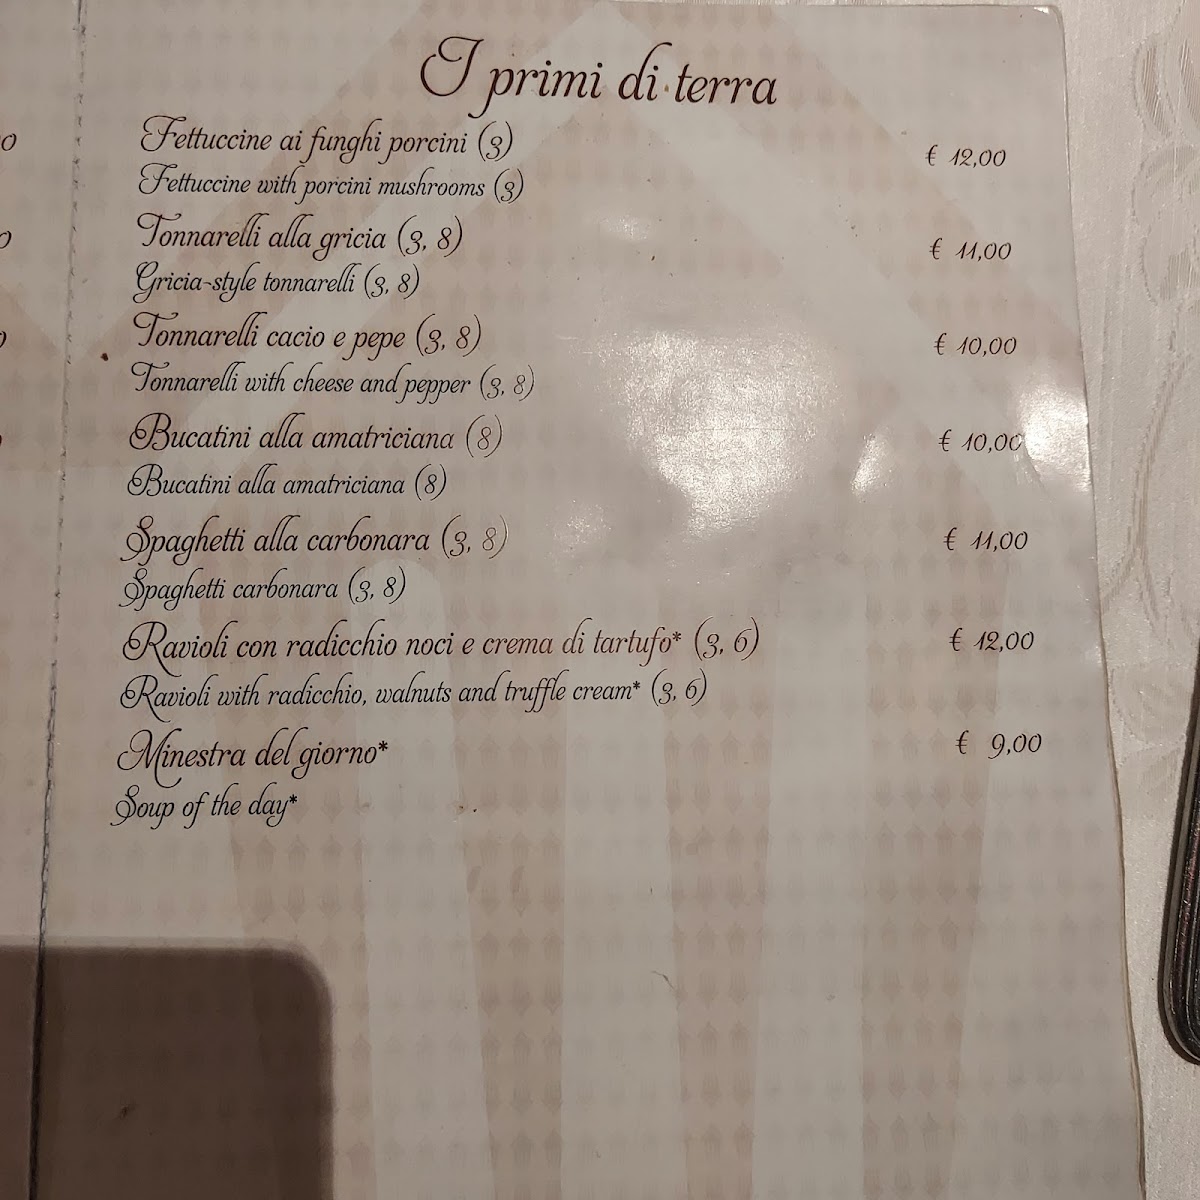 I primi di terra
Fettuccine ai funghi porcini (3) € 12,00
Fettuccine with porcini mushrooms (3)
Tonnarelli alla gricia (3, 8) € 11,00
Gricia-style tonnarelli (3, 8)
Tonnarelli cacio e pepe (3, 8) € 10,00
Tonnarelli with cheese and pepper (3, 8)
Bucatini alla amatriciana (8) € 10,00
Bucatini alla amatriciana (8)
Spaghetti alla carbonara (3, 8) € 11,00
Spaghetti carbonara (3, 8)
Ravioli con radicchio noci e crema di tartufo* (3, 6) € 12,00
Ravioli with radicchio, walnuts and truffle cream* (3, 6)
Minestra del giorno* € 9,00
Soup of the day*